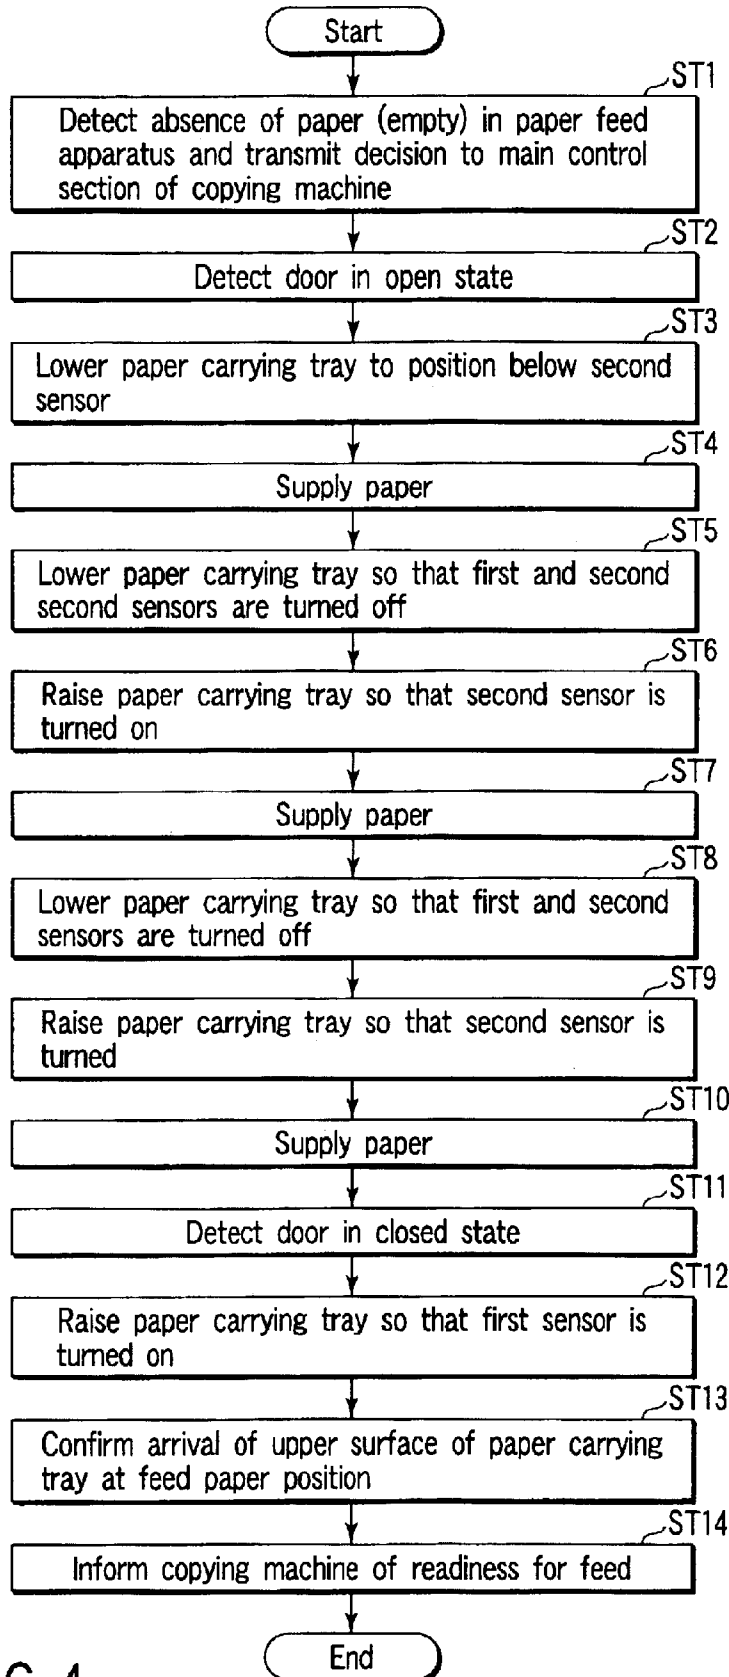 Start
ST1
Detect absence of paper (empty) in paper feed
apparatus and transmit decision to main control
section of copying machine
ST2
Detect door in open state
ST3
Lower paper carrying tray to position below second
sensor
ST4
Supply paper
ST5
Lower paper carrying tray so that first and second
second sensors are turned off
ST6
Raise paper carrying tray so that second sensor is
turned on
ST7
Supply paper
ST8
Lower paper carrying tray so that first and second
sensors are turned off
ST9
Raise paper carrying tray so that second sensor is
turned
ST10
Supply paper
ST11
Detect door in closed state
ST12
Raise paper carrying tray so that first sensor is
turned on
ST13
Confirm arrival of upper surface of paper carrying
tray at feed paper position
ST14
Inform copying machine of readiness for feed
End